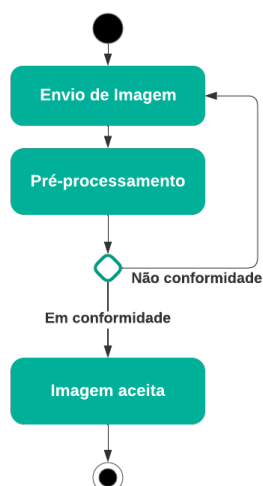 Envio de Imagem
Pré-processamento
Não conformidade
Em conformidade
Imagem aceita